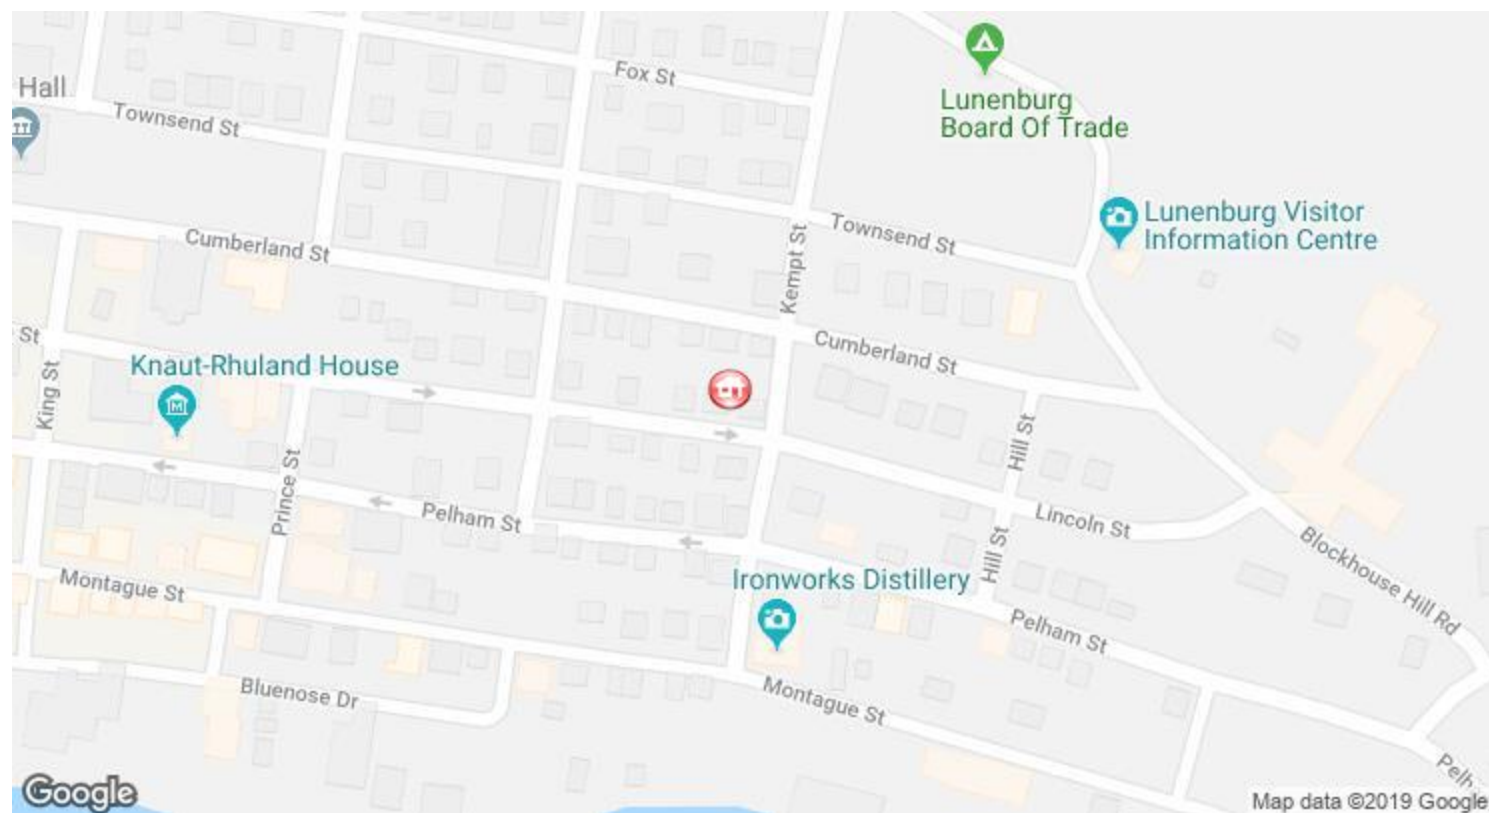 Fox St
Hall
Lunenburg
Board Of Trade
Townsend St
Lunenburg Visitor
Information Centre
Townsend St
Cumberland St
Kempt St
St
Cumberland St
Knaut-Rhuland House
King St
Hill St
Prince St
Pelham St
Lincoln St
Hill St
Blockhouse Hill Rd
Ironworks Distillery
Montague St
Pelham St
Bluenose Dr
Montague St
Google
Map data ©2019 Google